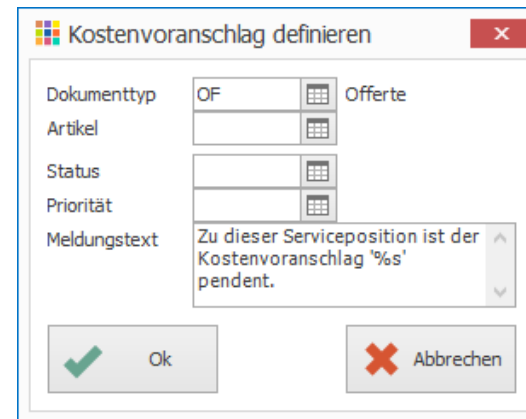 Kostenvoranschlag definieren
Dokumenttyp OF Offerte
Artikel
Status
Priorität
Meldungstext Zu dieser Serviceposition ist der
Kostenvoranschlag '%s'
pendent.
Ok Abbrechen